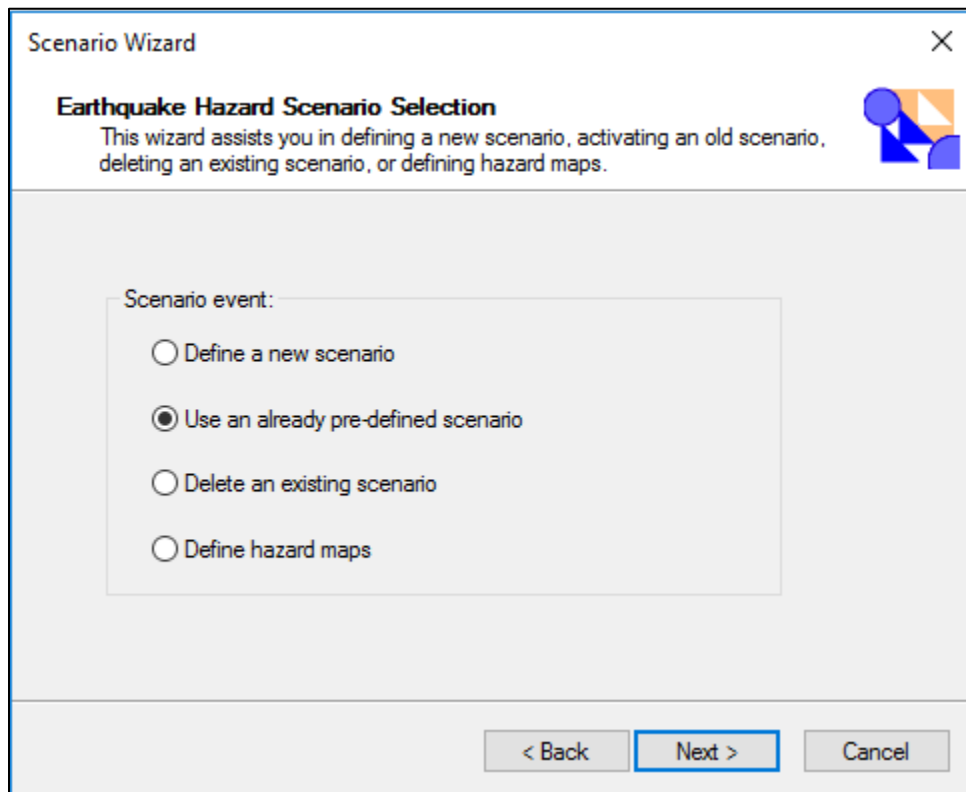 Scenario Wizard
Earthquake Hazard Scenario Selection
This wizard assists you in defining a new scenario, activating an old scenario,
deleting an existing scenario, or defining hazard maps.
Scenario event:
Define a new scenario
Use an already pre-defined scenario
Delete an existing scenario
Define hazard maps
< Back Next > Cancel